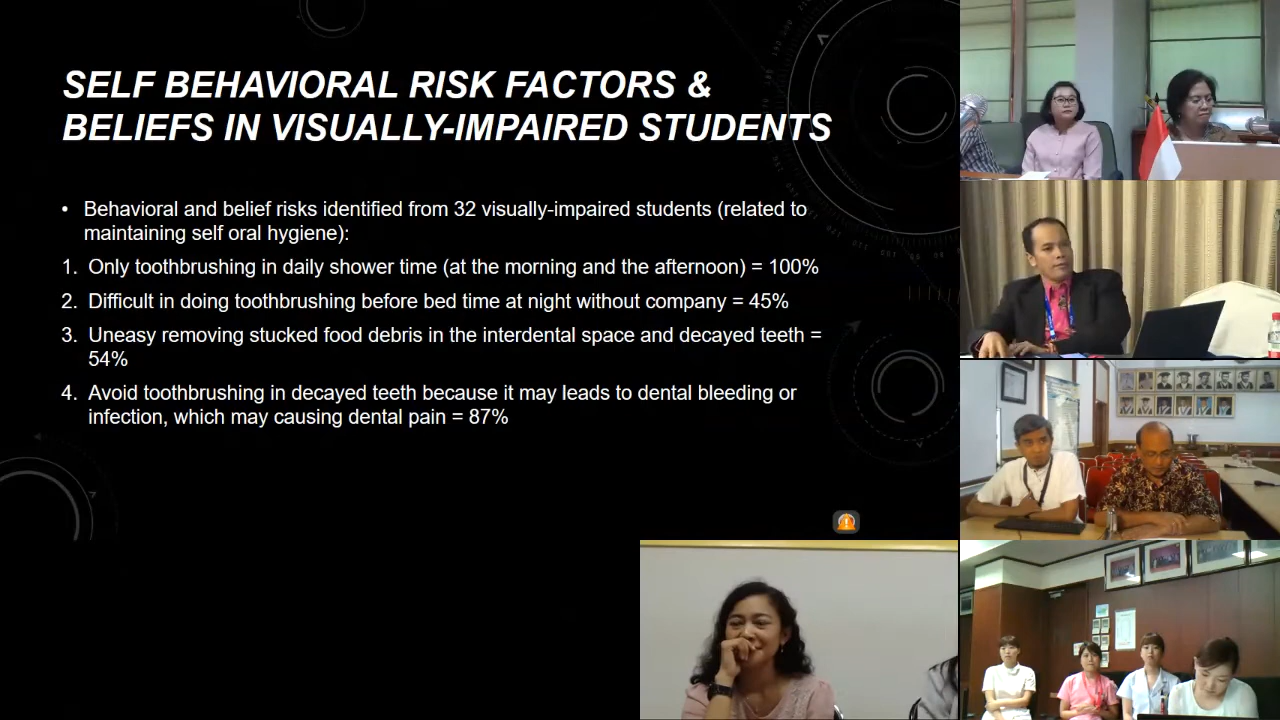 SELF BEHAVIORAL RISK FACTORS &
BELIEFS IN VISUALLY-IMPAIRED STUDENTS
• Behavioral and belief risks identified from 32 visually-impaired students (related to
maintaining self oral hygiene):
1. Only toothbrushing in daily shower time (at the morning and the afternoon) = 100%
2. Difficult in doing toothbrushing before bed time at night without company = 45%
3. Uneasy removing stucked food debris in the interdental space and decayed teeth =
54%
4. Avoid toothbrushing in decayed teeth because it may leads to dental bleeding or
infection, which may causing dental pain = 87%